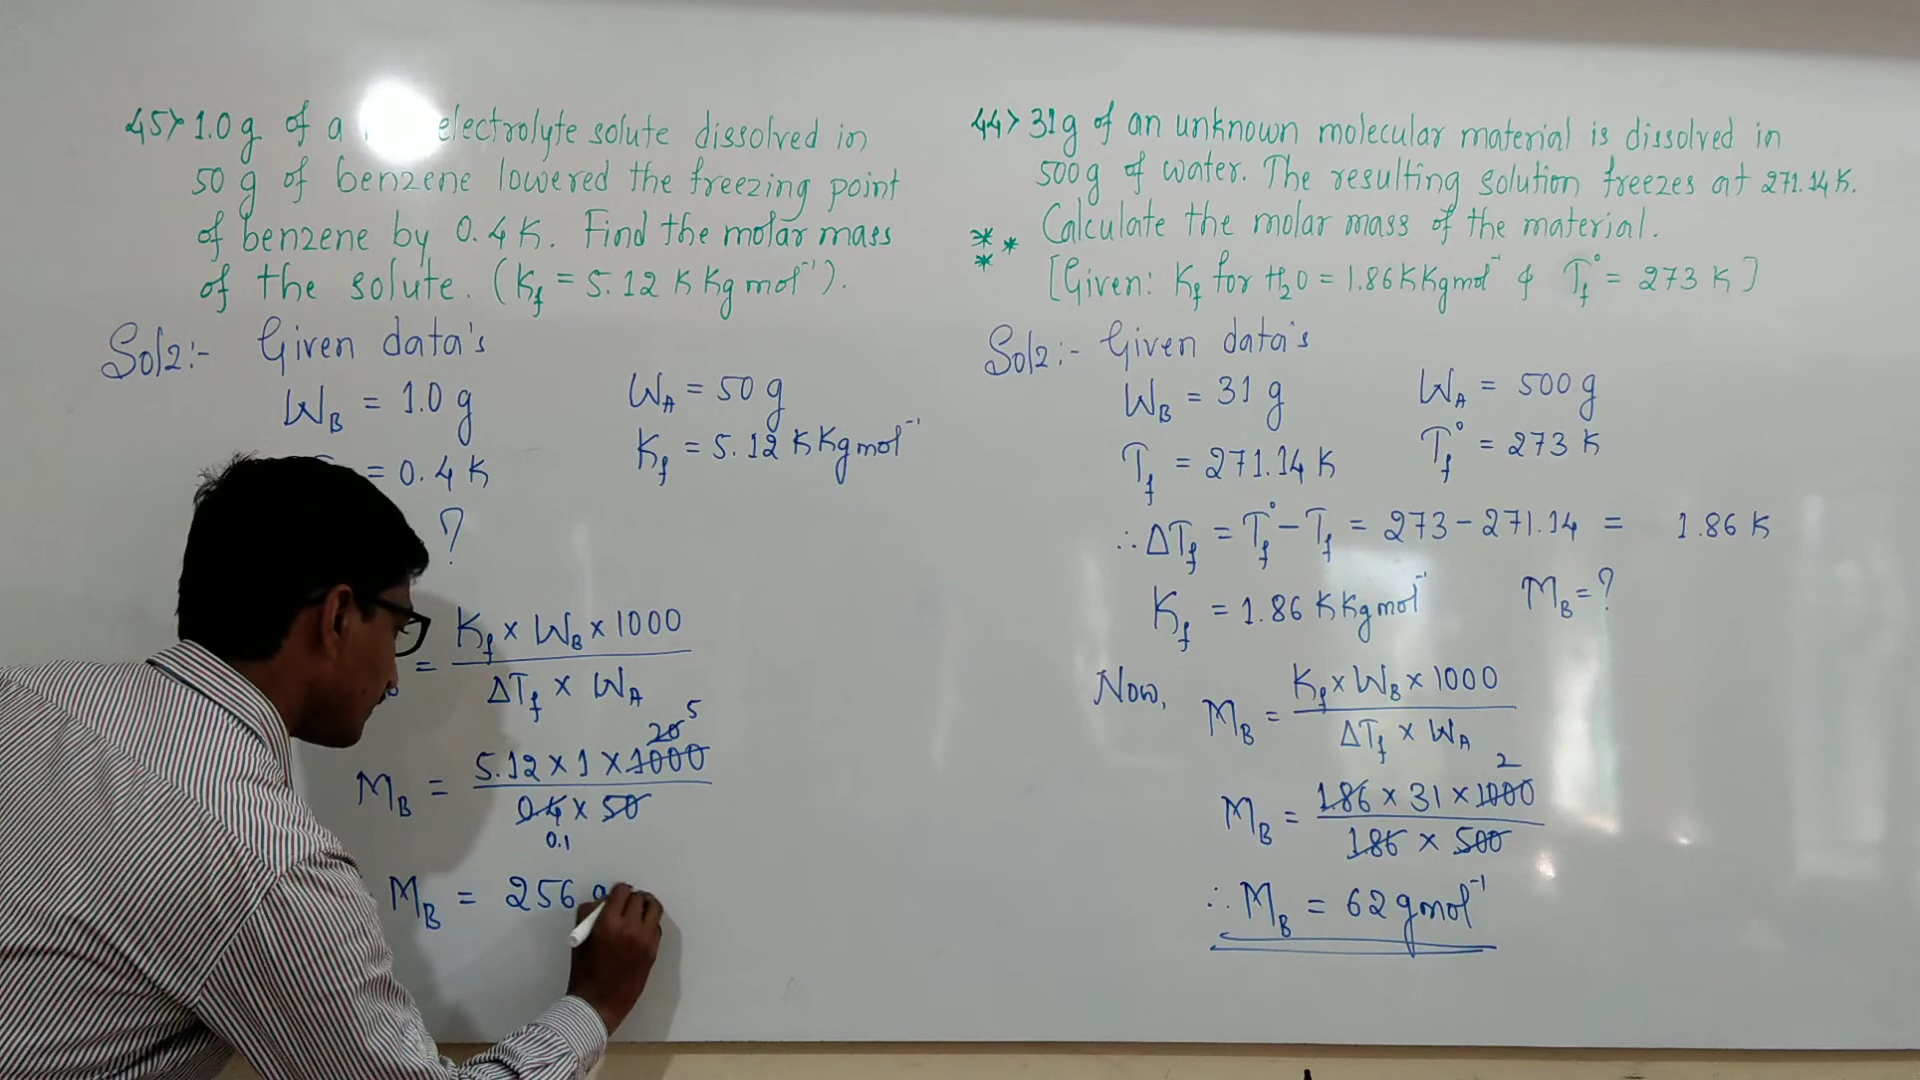 45> 1.0 g of a electrolyte solute dissolved in
50 g of benzene lowered the freezing point
of benzene by 0.4 K. Find the molar mass
of the solute. (Kf = 5.12 K Kg mol⁻¹).
Sol2:- Given data's
WB = 1.0 g WA = 50 g
= 0.4 K Kf = 5.12 K Kg mol⁻¹
?
= Kf × WB × 1000
ΔTf × WA
20 5
MB = 5.12 × 1 × 1000
0.4 × 50
0.1
MB = 256 g
44> 31g of an unknown molecular material is dissolved in
500g of water. The resulting solution freezes at 271.14 K.
*** Calculate the molar mass of the material.
[Given: Kf for H₂O = 1.86 K Kg mol⁻¹ & Tf° = 273 K]
Sol2:- Given data's
WB = 31 g WA = 500 g
Tf = 271.14 K Tf° = 273 K
∴ ΔTf = Tf° - Tf = 273 - 271.14 = 1.86 K
Kf = 1.86 K Kg mol⁻¹ MB = ?
Now, MB = Kf × WB × 1000
ΔTf × WA
2
MB = 1.86 × 31 × 1000
1.86 × 500
∴ MB = 62 g mol⁻¹